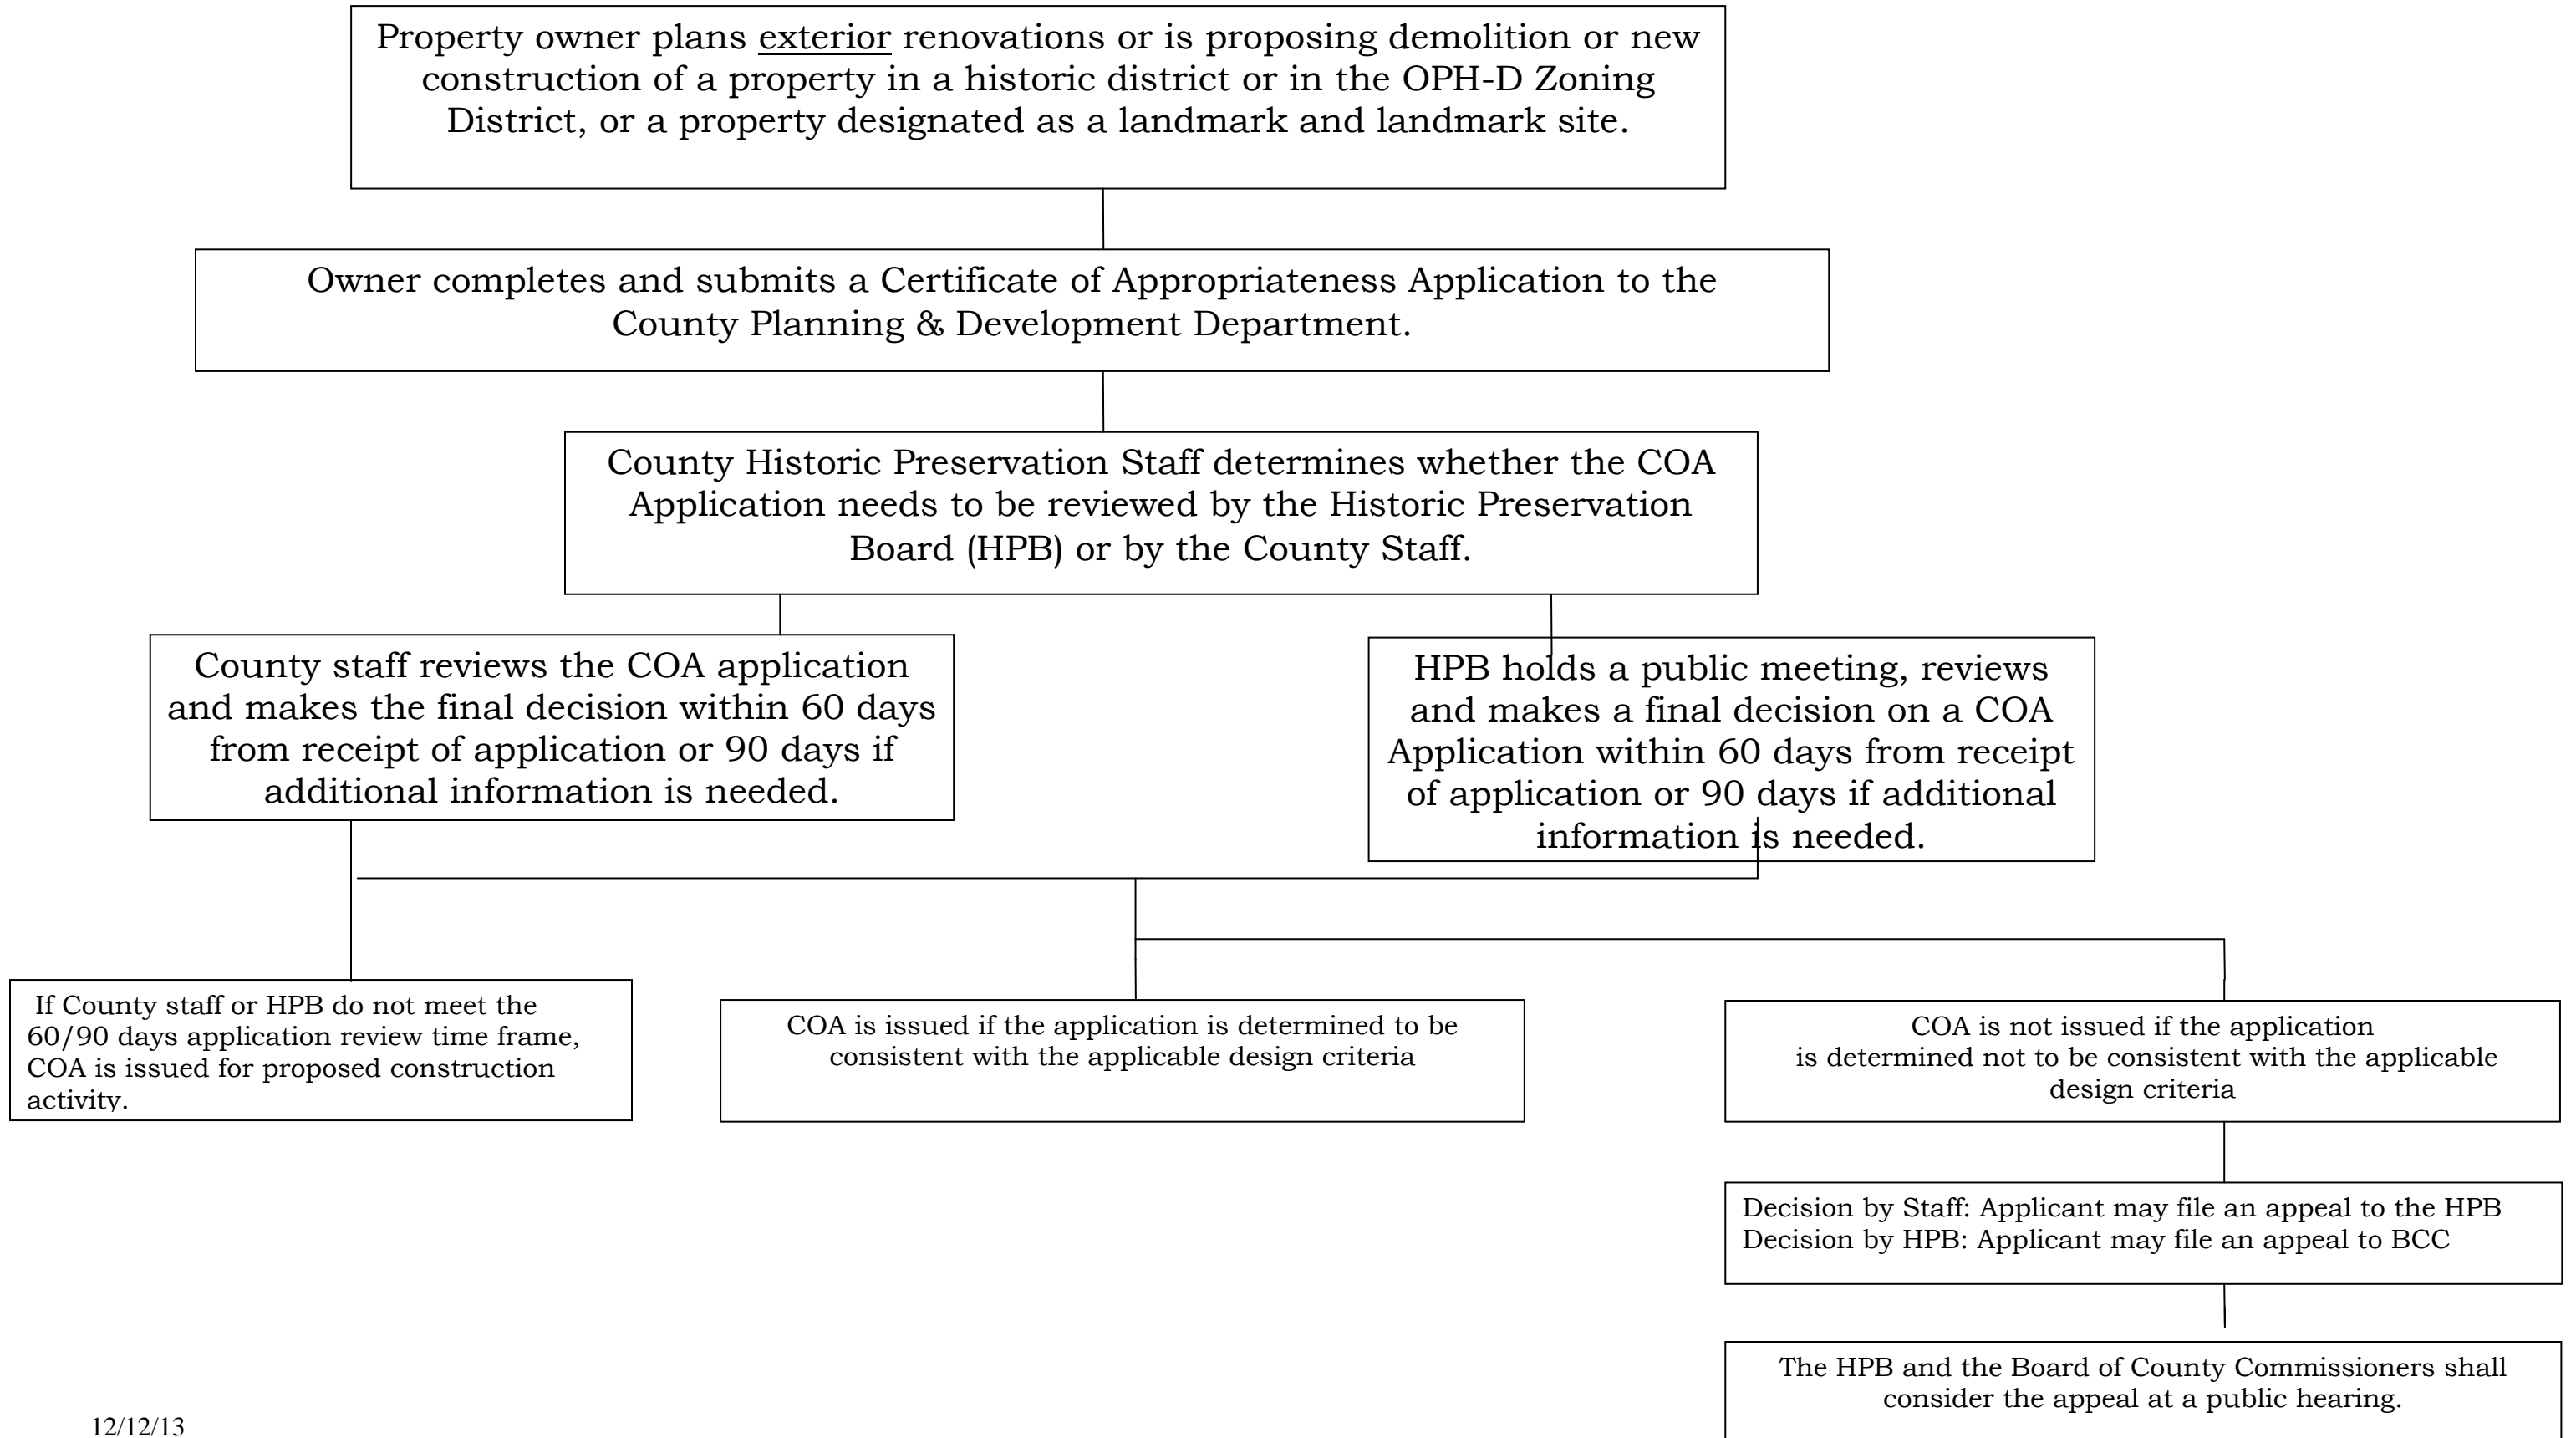 Property owner plans exterior renovations or is proposing demolition or new
construction of a property in a historic district or in the OPH-D Zoning
District, or a property designated as a landmark and landmark site.
Owner completes and submits a Certificate of Appropriateness Application to the
County Planning & Development Department.
County Historic Preservation Staff determines whether the COA
Application needs to be reviewed by the Historic Preservation
Board (HPB) or by the County Staff.
County staff reviews the COA application
and makes the final decision within 60 days
from receipt of application or 90 days if
additional information is needed.
HPB holds a public meeting, reviews
and makes a final decision on a COA
Application within 60 days from receipt
of application or 90 days if additional
information is needed.
If County staff or HPB do not meet the
60/90 days application review time frame,
COA is issued for proposed construction
activity.
COA is issued if the application is determined to be
consistent with the applicable design criteria
COA is not issued if the application
is determined not to be consistent with the applicable
design criteria
Decision by Staff: Applicant may file an appeal to the HPB
Decision by HPB: Applicant may file an appeal to BCC
The HPB and the Board of County Commissioners shall
consider the appeal at a public hearing.
12/12/13